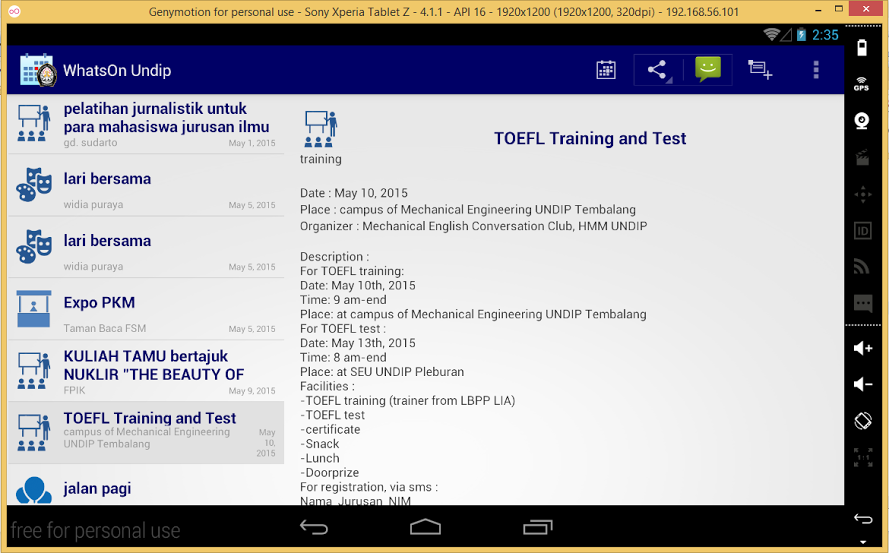 Genymotion for personal use - Sony Xperia Tablet Z - 4.1.1 - API 16 - 1920x1200 (1920x1200, 320dpi) - 192.168.56.101
2:35
WhatsOn Undip
GPS
pelatihan jurnalistik untuk
para mahasiswa jurusan ilmu
gd. sudarto May 1, 2015
lari bersama
widia puraya May 5, 2015
lari bersama
widia puraya May 5, 2015
Expo PKM
Taman Baca FSM May 5, 2015
KULIAH TAMU bertajuk
NUKLIR "THE BEAUTY OF
FPIK May 9, 2015
TOEFL Training and Test
campus of Mechanical Engineering May
UNDIP Tembalang 10,
2015
jalan pagi
training
TOEFL Training and Test
Date : May 10, 2015
Place : campus of Mechanical Engineering UNDIP Tembalang
Organizer : Mechanical English Conversation Club, HMM UNDIP
Description :
For TOEFL training:
Date: May 10th, 2015
Time: 9 am-end
Place: at campus of Mechanical Engineering UNDIP Tembalang
For TOEFL test :
Date: May 13th, 2015
Time: 8 am-end
Place: at SEU UNDIP Pleburan
Facilities :
-TOEFL training (trainer from LBPP LIA)
-TOEFL test
-certificate
-Snack
-Lunch
-Doorprize
For registration, via sms :
Nama_Jurusan_NIM
ID
1:1
free for personal use